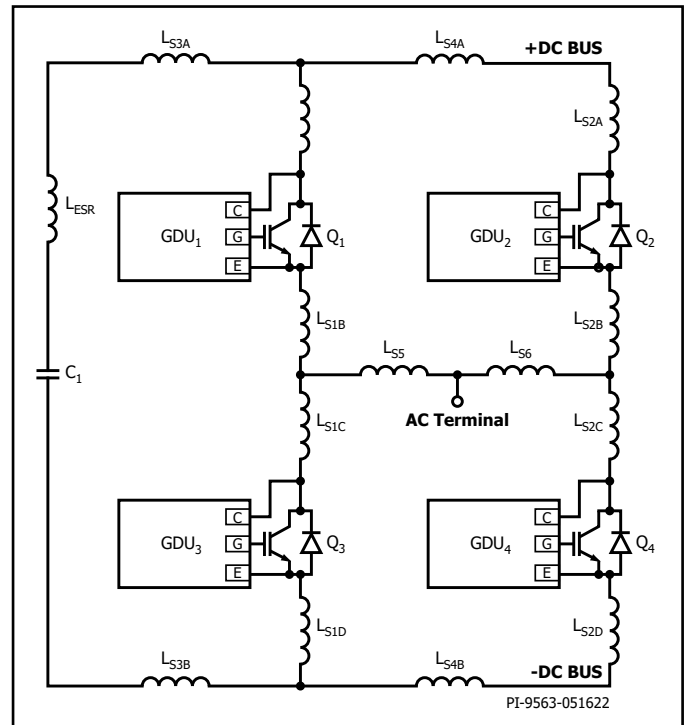 LS3A
LS4A
+DC BUS
LS2A
LESR
C
GDU1
G
Q1
E
C
GDU2
G
Q2
E
LS1B
LS2B
LS5
LS6
C1
AC Terminal
LS1C
LS2C
C
GDU3
G
Q3
E
C
GDU4
G
Q4
E
LS1D
LS2D
LS3B
LS4B
-DC BUS
PI-9563-051622